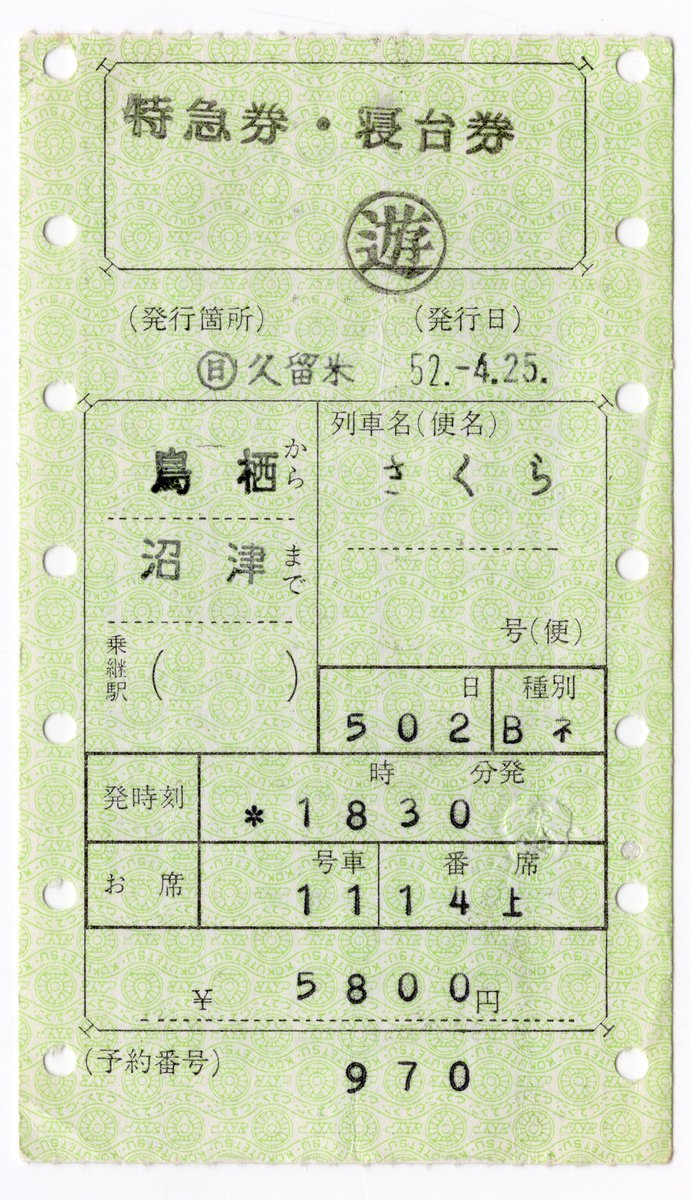 特急券・寝台券
遊
(発行箇所) (発行日)
日久留米 52.-4.25.
鳥栖から
沼津まで
乗継駅( )
列車名(便名)
さくら
号(便)
日 種別
502 Bネ
発時刻 時 分発
*1830
お席 号車 番 席
11 14上
¥ 5800円
(予約番号) 970